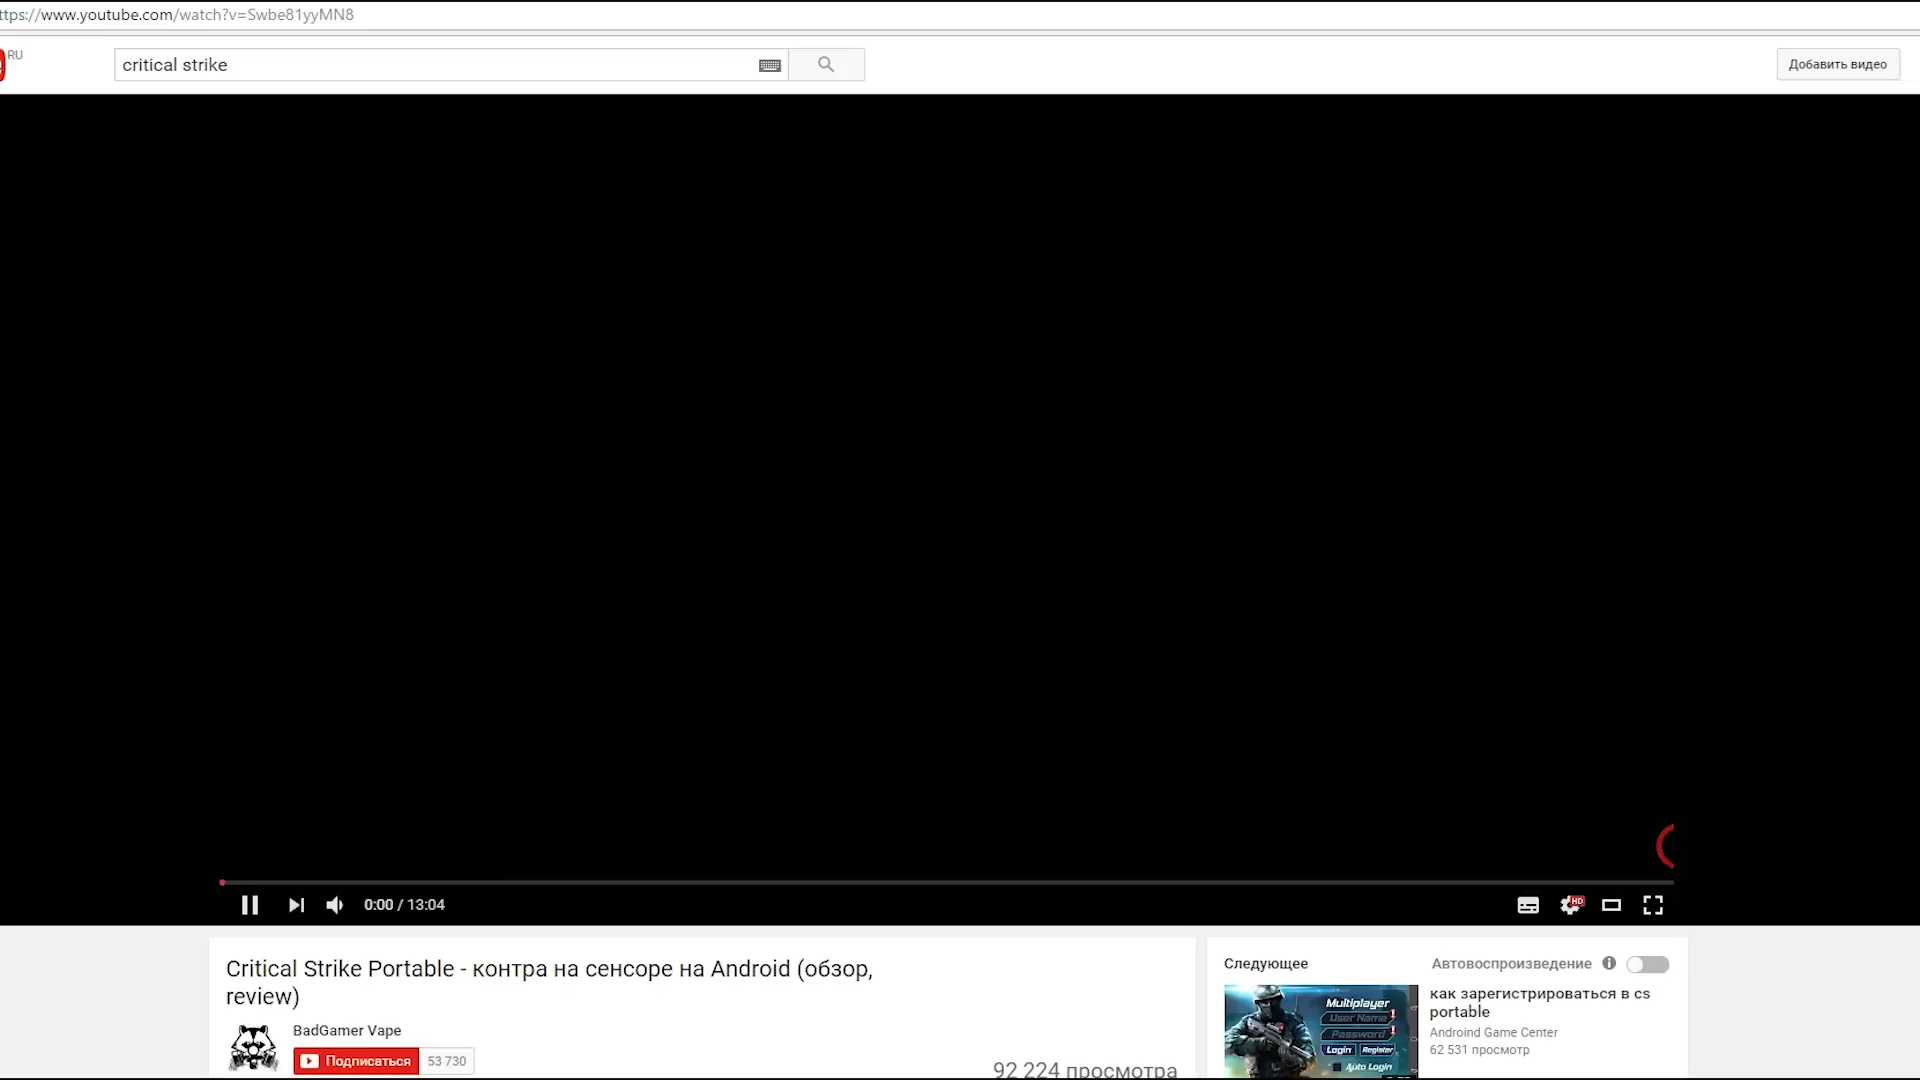 ttps://www.youtube.com/watch?v=Swbe81yyMN8
RU
critical strike
Добавить видео
0:00 / 13:04
HD
Critical Strike Portable - контра на сенсоре на Android (обзор,
review)
BadGamer Vape
Подписаться
53 730
92 224 просмотра
Следующее
Автовоспроизведение
как зарегистрироваться в cs
portable
Androind Game Center
62 531 просмотр
Multiplayer
User Name
Password
Login
Register
Auto Login